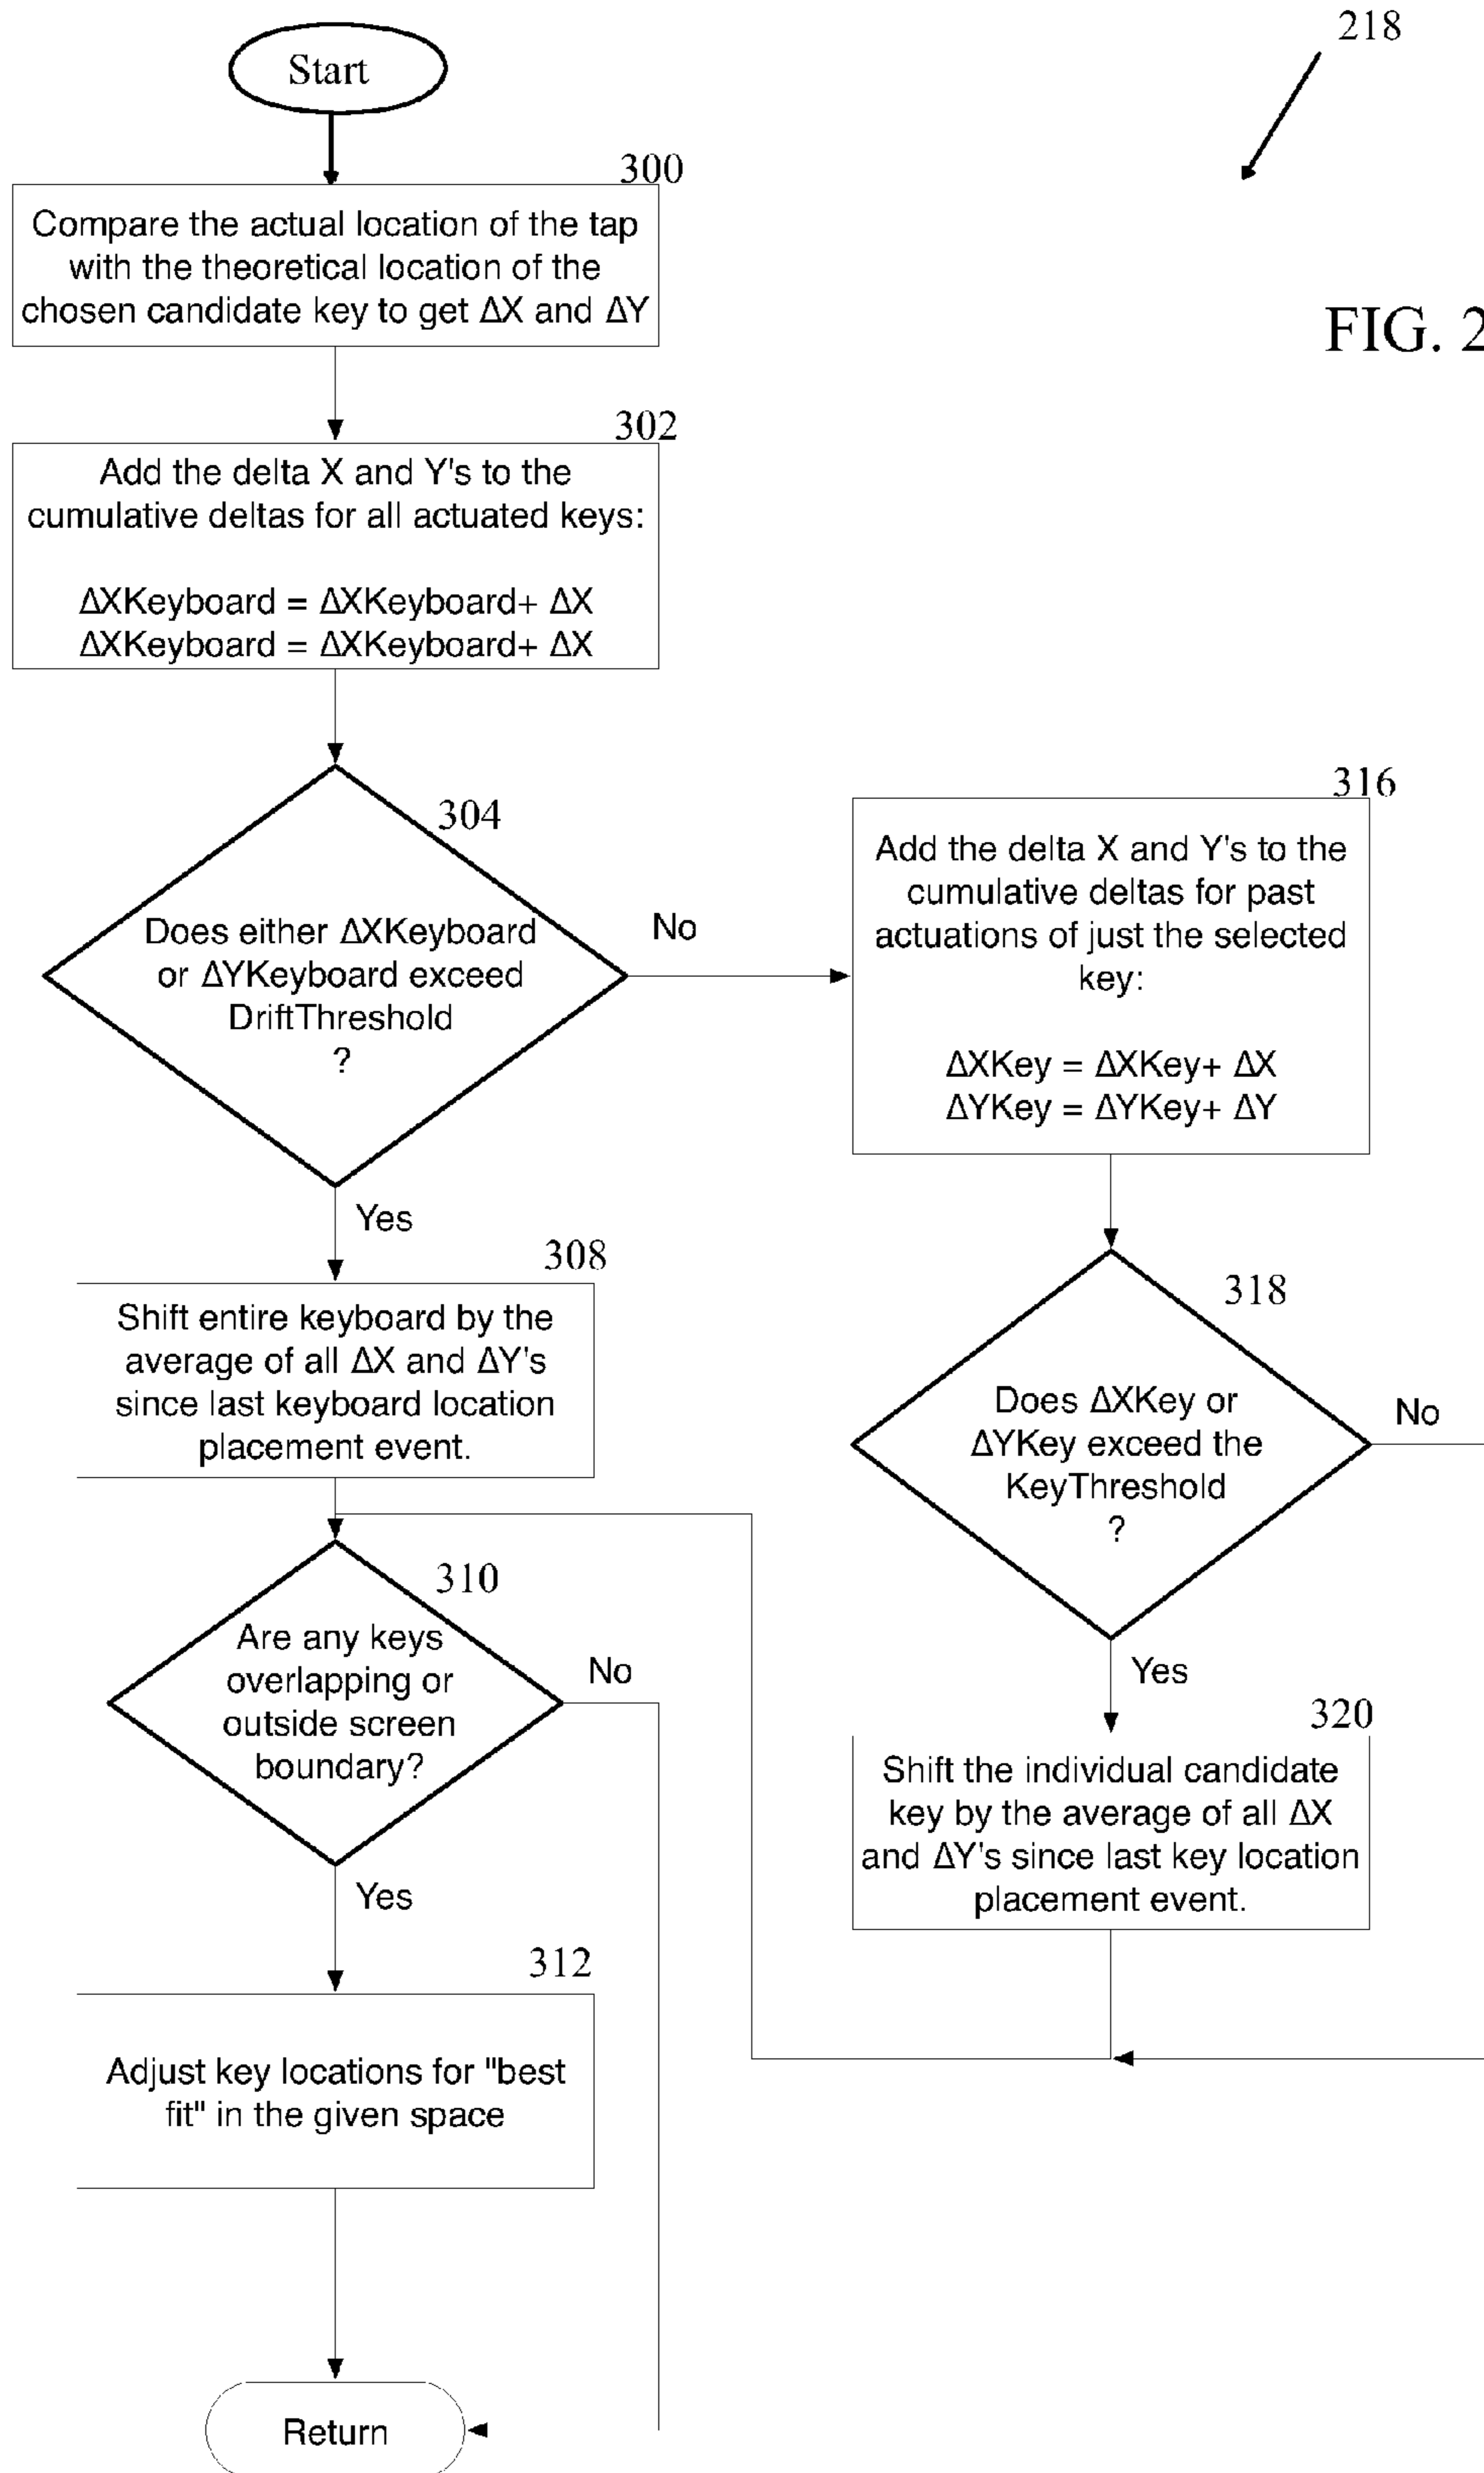 Start
218
300
Compare the actual location of the tap
with the theoretical location of the
chosen candidate key to get ΔX and ΔY
FIG. 2
302
Add the delta X and Y's to the
cumulative deltas for all actuated keys:
ΔXKeyboard = ΔXKeyboard+ ΔX
ΔXKeyboard = ΔXKeyboard+ ΔX
304
Does either ΔXKeyboard
or ΔYKeyboard exceed
DriftThreshold
?
No
Yes
316
Add the delta X and Y's to the
cumulative deltas for past
actuations of just the selected
key:
ΔXKey = ΔXKey+ ΔX
ΔYKey = ΔYKey+ ΔY
308
Shift entire keyboard by the
average of all ΔX and ΔY's
since last keyboard location
placement event.
318
Does ΔXKey or
ΔYKey exceed the
KeyThreshold
?
No
Yes
310
Are any keys
overlapping or
outside screen
boundary?
No
Yes
320
Shift the individual candidate
key by the average of all ΔX
and ΔY's since last key location
placement event.
312
Adjust key locations for "best
fit" in the given space
Return